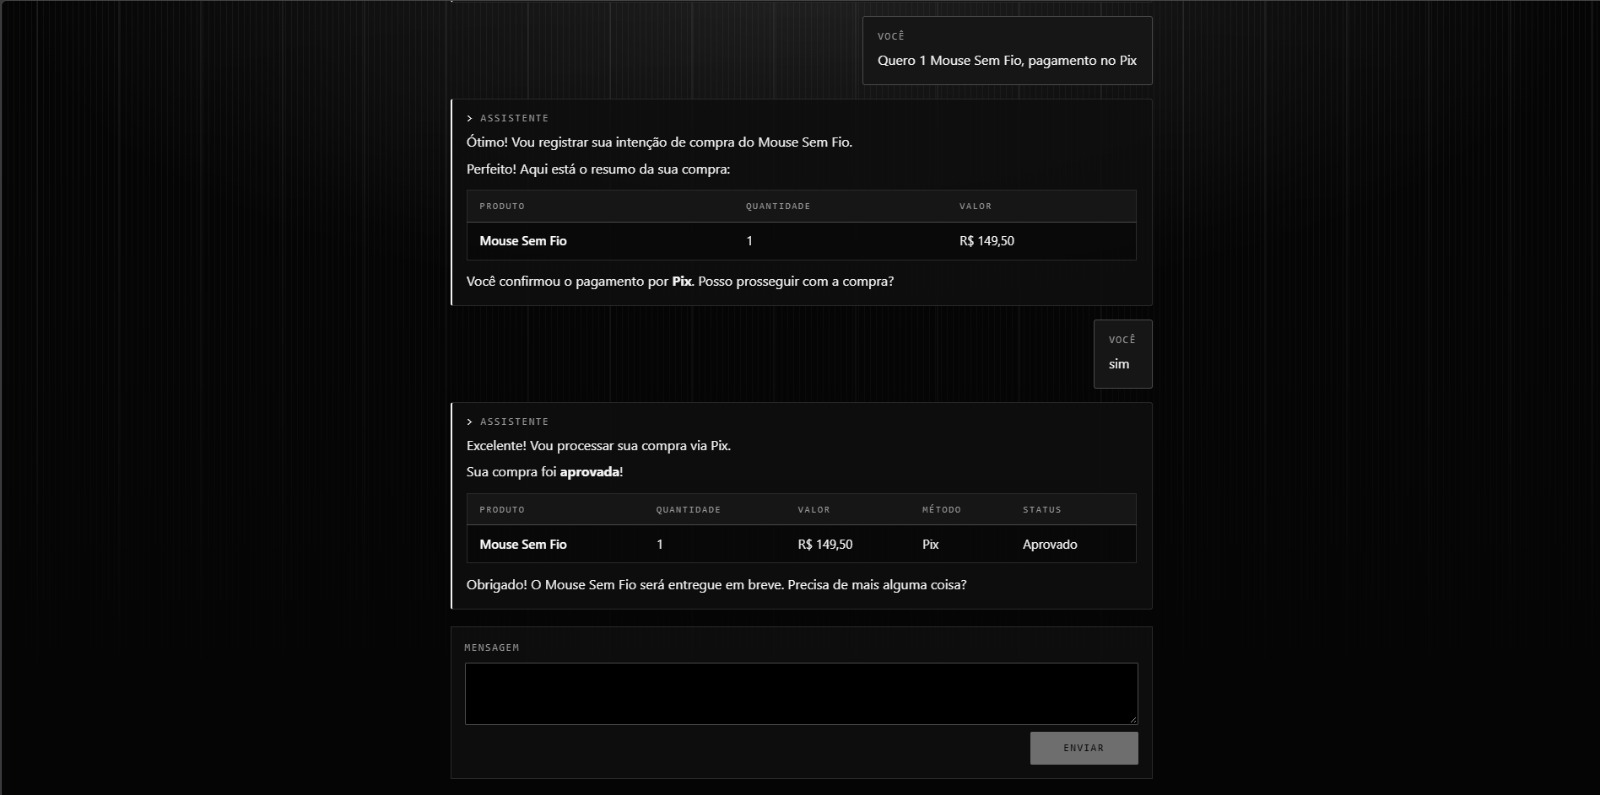 VOCÊ
Quero 1 Mouse Sem Fio, pagamento no Pix
> ASSISTENTE
Ótimo! Vou registrar sua intenção de compra do Mouse Sem Fio.
Perfeito! Aqui está o resumo da sua compra:
PRODUTO QUANTIDADE VALOR
Mouse Sem Fio 1 R$ 149,50
Você confirmou o pagamento por Pix. Posso prosseguir com a compra?
VOCÊ
sim
> ASSISTENTE
Excelente! Vou processar sua compra via Pix.
Sua compra foi aprovada!
PRODUTO QUANTIDADE VALOR MÉTODO STATUS
Mouse Sem Fio 1 R$ 149,50 Pix Aprovado
Obrigado! O Mouse Sem Fio será entregue em breve. Precisa de mais alguma coisa?
MENSAGEM
ENVIAR